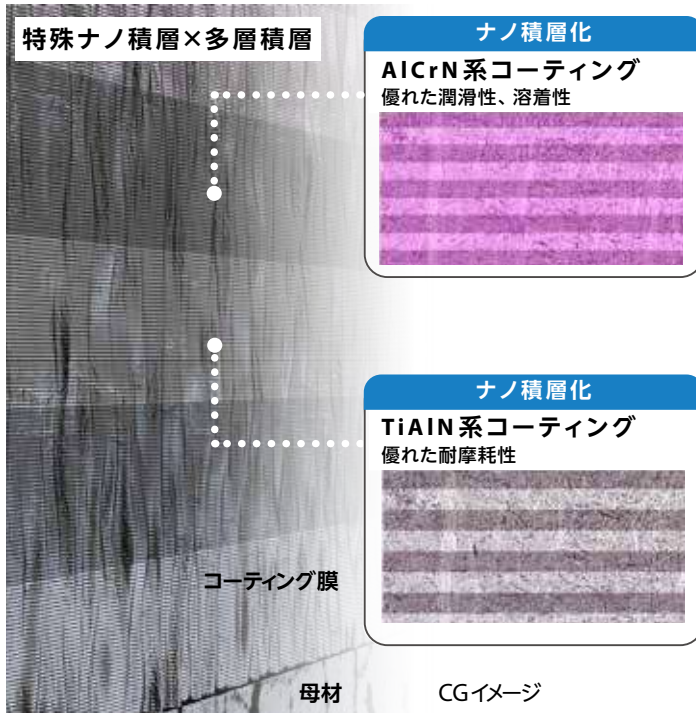 特殊ナノ積層×多層積層
ナノ積層化
AlCrN系コーティング
優れた潤滑性、溶着性
ナノ積層化
TiAlN系コーティング
優れた耐摩耗性
コーティング膜
母材
CGイメージ